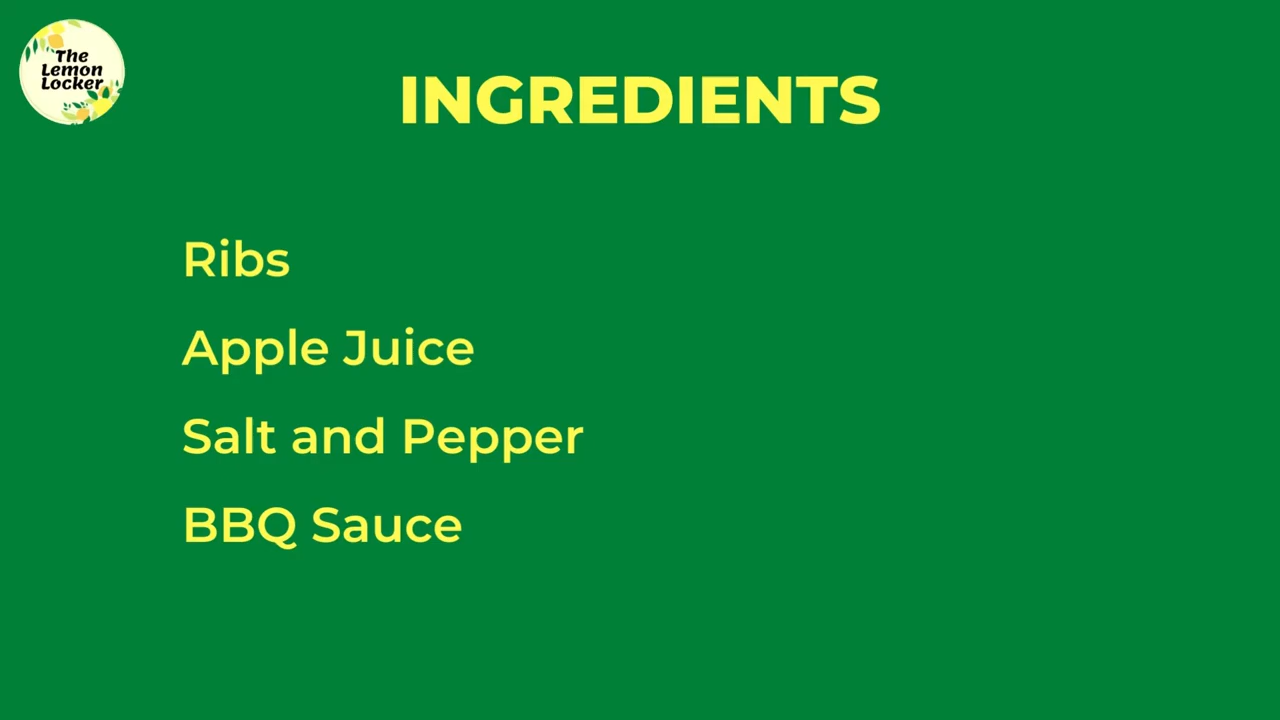 The
Lemon
Locker
INGREDIENTS
Ribs
Apple Juice
Salt and Pepper
BBQ Sauce